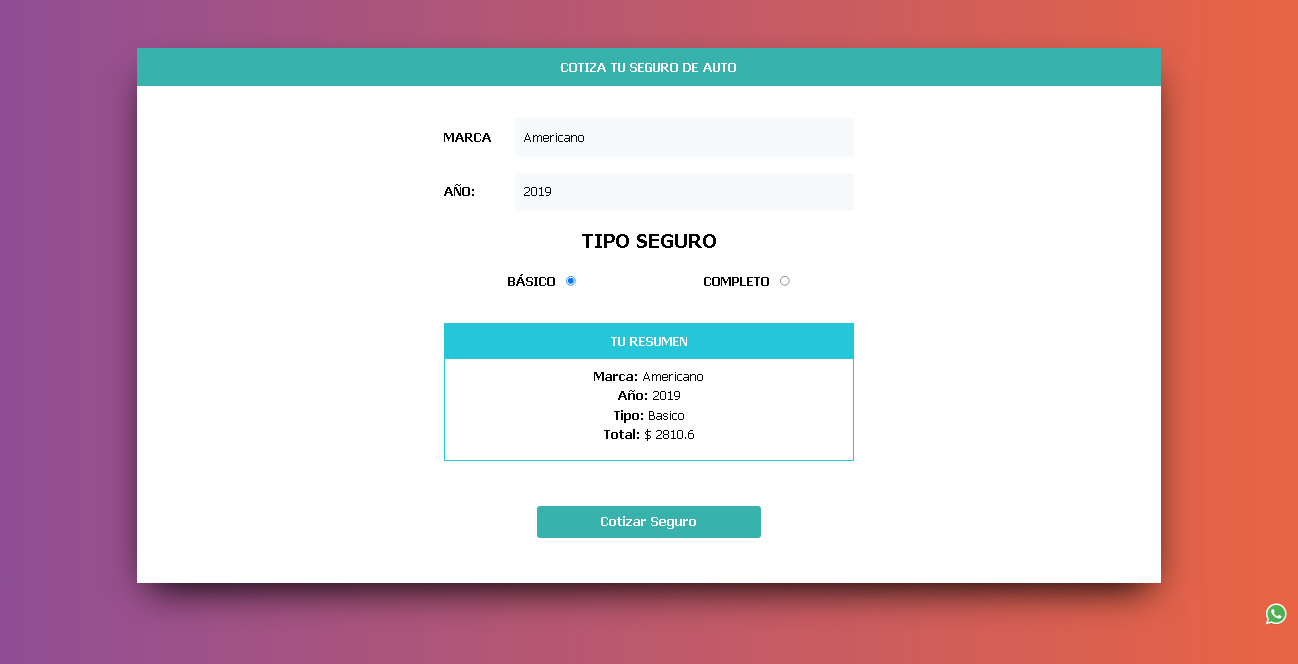 COTIZA TU SEGURO DE AUTO
MARCA Americano
AÑO: 2019
TIPO SEGURO
BÁSICO COMPLETO
TU RESUMEN
Marca: Americano
Año: 2019
Tipo: Basico
Total: $ 2810.6
Cotizar Seguro